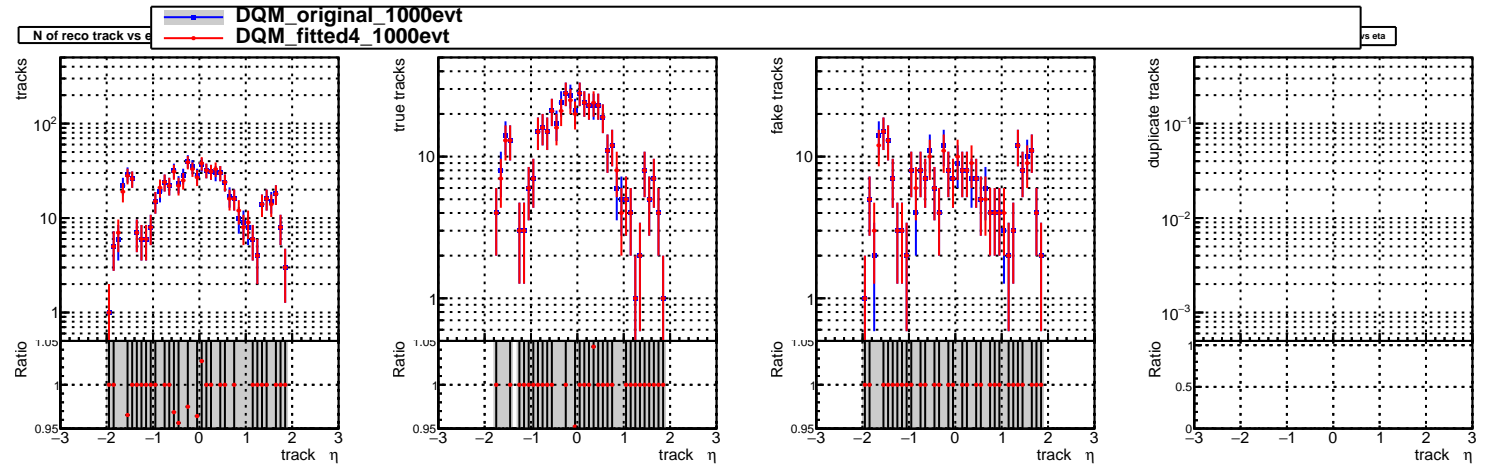 DQM_original_1000evt
DQM_fitted4_1000evt
N of reco track vs e
vs eta
tracks
10²
10
1
Ratio
1.05
1
0.95
−3 −2 −1 0 1 2 3
track η
true tracks
10
1
Ratio
1.05
1
0.95
−3 −2 −1 0 1 2 3
track η
fake tracks
10
1
Ratio
1.05
1
0.95
−3 −2 −1 0 1 2 3
track η
duplicate tracks
10⁻¹
10⁻²
10⁻³
Ratio
1
0.5
0
−3 −2 −1 0 1 2 3
track η